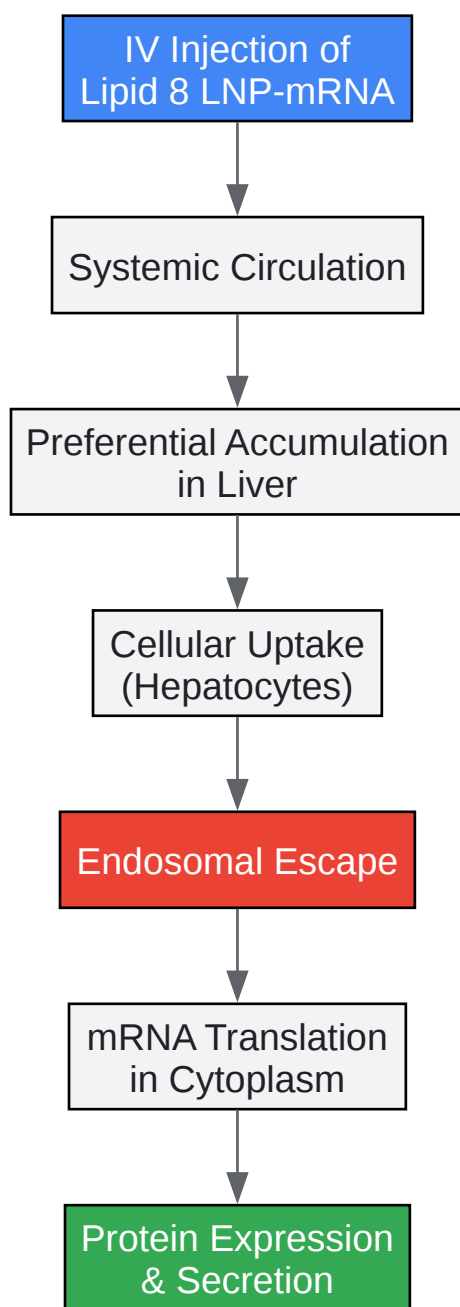 IV Injection of
Lipid 8 LNP-mRNA
Systemic Circulation
Preferential Accumulation
in Liver
Cellular Uptake
(Hepatocytes)
Endosomal Escape
mRNA Translation
in Cytoplasm
Protein Expression
& Secretion